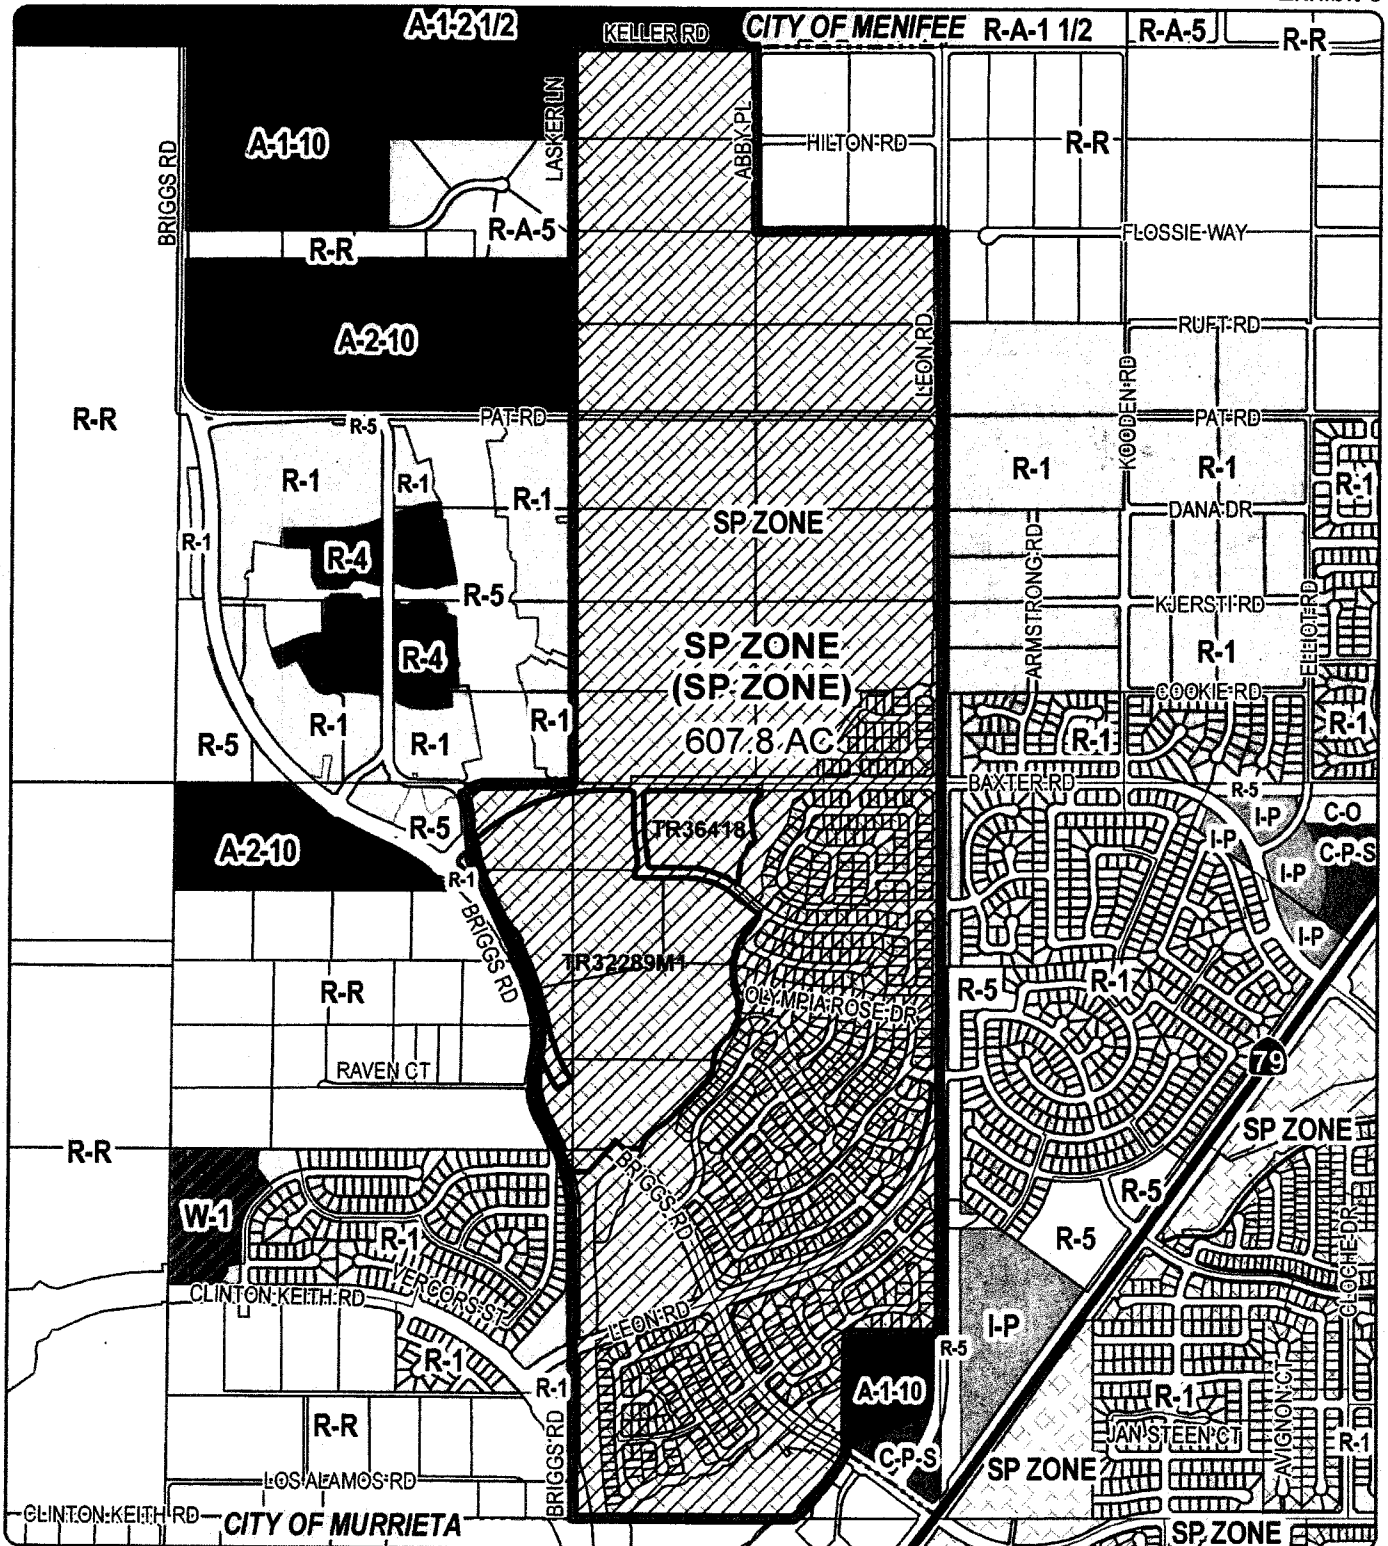 A-1-2 1/2
KELLER RD
CITY OF MENIFEE
R-A-1 1/2
R-A-5
R-R
LASKER LN
A-1-10
BRIGGS RD
ABBY PL
HILTON RD
R-R
R-A-5
R-R
FLOSSIE WAY
A-2-10
LEON RD
RUFT RD
KOODEN RD
R-R
R-5
PAT RD
PAT RD
R-1
R-1
R-1
R-1
R-1
R-1
DANA DR
SP ZONE
R-1
R-4
ARMSTRONG RD
R-5
KJERSTI RD
ELLIOT RD
SP ZONE
(SP ZONE)
607.8 AC
R-4
R-1
COOKIE RD
R-5
R-1
R-1
R-1
R-1
R-1
BAXTER RD
R-5
I-P
C-O
TR36418
R-5
A-2-10
I-P
C-P-S
R-1
I-P
BRIGGS RD
I-P
TR32289M1
R-R
OLYMPIA ROSE DR
R-5
R-1
RAVEN CT
79
SP ZONE
R-R
BRIGGS RD
R-5
W-1
R-1
R-5
VERCORS ST
CLINTON KEITH RD
CLOCHE DR
LEON RD
I-P
R-5
R-1
R-1
A-1-10
R-1
AVIGNON CT
R-R
BRIGGS RD
JAN STEEN CT
R-1
C-P-S
SP ZONE
LOS ALAMOS RD
CLINTON KEITH RD
CITY OF MURRIETA
SP ZONE